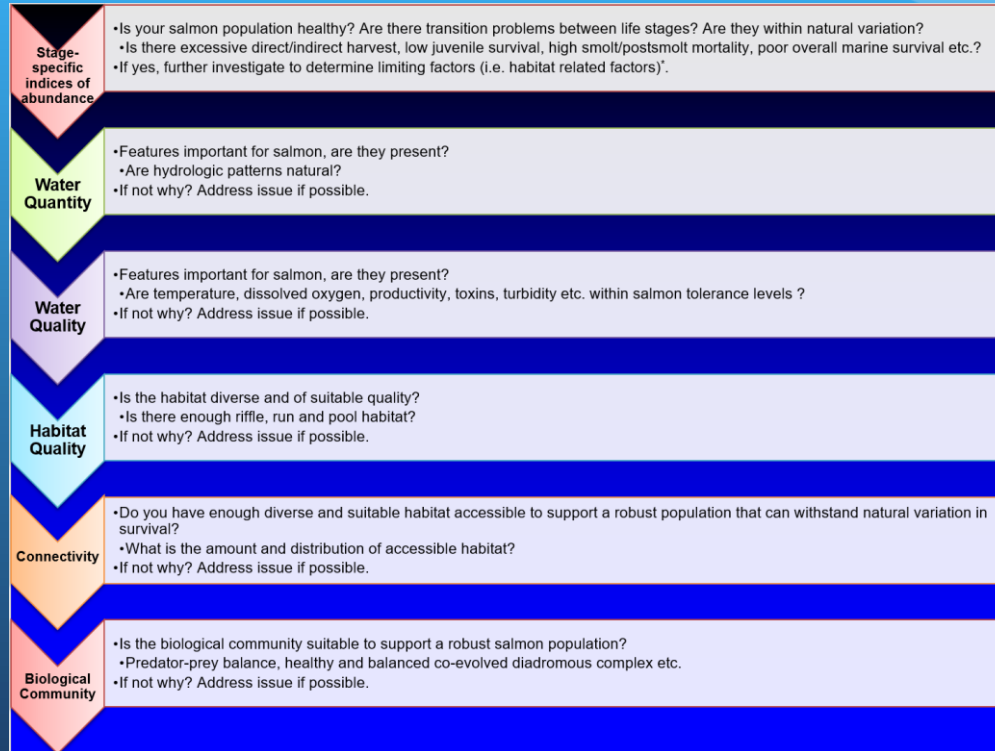 Stage-
specific
indices of
abundance
•Is your salmon population healthy? Are there transition problems between life stages? Are they within natural variation?
•Is there excessive direct/indirect harvest, low juvenile survival, high smolt/postsmolt mortality, poor overall marine survival etc.?
•If yes, further investigate to determine limiting factors (i.e. habitat related factors)*.
Water
Quantity
•Features important for salmon, are they present?
•Are hydrologic patterns natural?
•If not why? Address issue if possible.
Water
Quality
•Features important for salmon, are they present?
•Are temperature, dissolved oxygen, productivity, toxins, turbidity etc. within salmon tolerance levels ?
•If not why? Address issue if possible.
Habitat
Quality
•Is the habitat diverse and of suitable quality?
•Is there enough riffle, run and pool habitat?
•If not why? Address issue if possible.
Connectivity
•Do you have enough diverse and suitable habitat accessible to support a robust population that can withstand natural variation in
survival?
•What is the amount and distribution of accessible habitat?
•If not why? Address issue if possible.
Biological
Community
•Is the biological community suitable to support a robust salmon population?
•Predator-prey balance, healthy and balanced co-evolved diadromous complex etc.
•If not why? Address issue if possible.